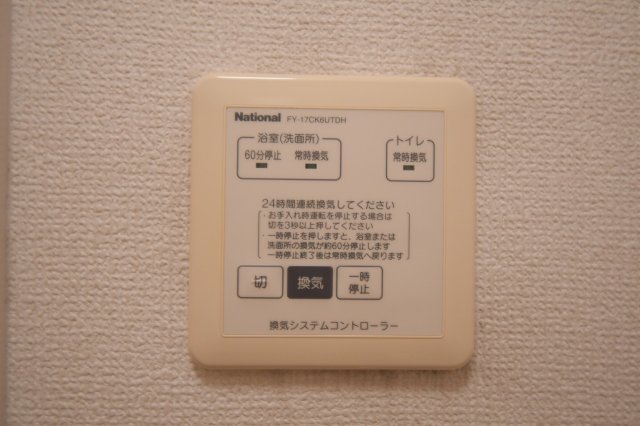 National FY-17CK6UTDH
浴室(洗面所)
トイレ
60分停止 常時換気
常時換気
24時間連続換気してください
・お手入れ時運転を停止する場合は
切を3秒以上押してください
・一時停止を押しますと、浴室または
洗面所の換気が約60分停止します
一時停止終了後は常時換気へ戻ります
切
換気
一時
停止
換気システムコントローラー